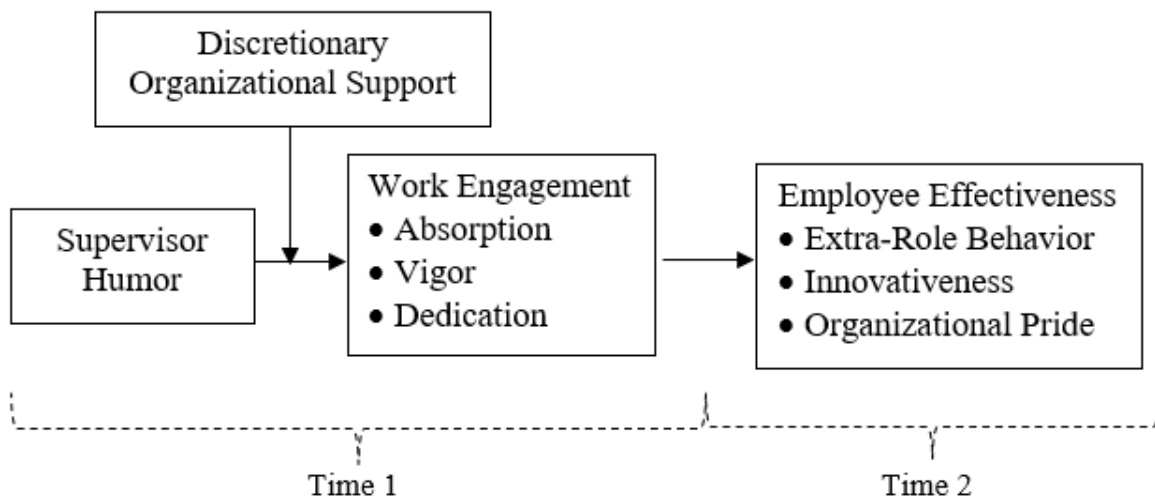 Discretionary
Organizational Support
Supervisor
Humor
Work Engagement
• Absorption
• Vigor
• Dedication
Employee Effectiveness
• Extra-Role Behavior
• Innovativeness
• Organizational Pride
Time 1
Time 2